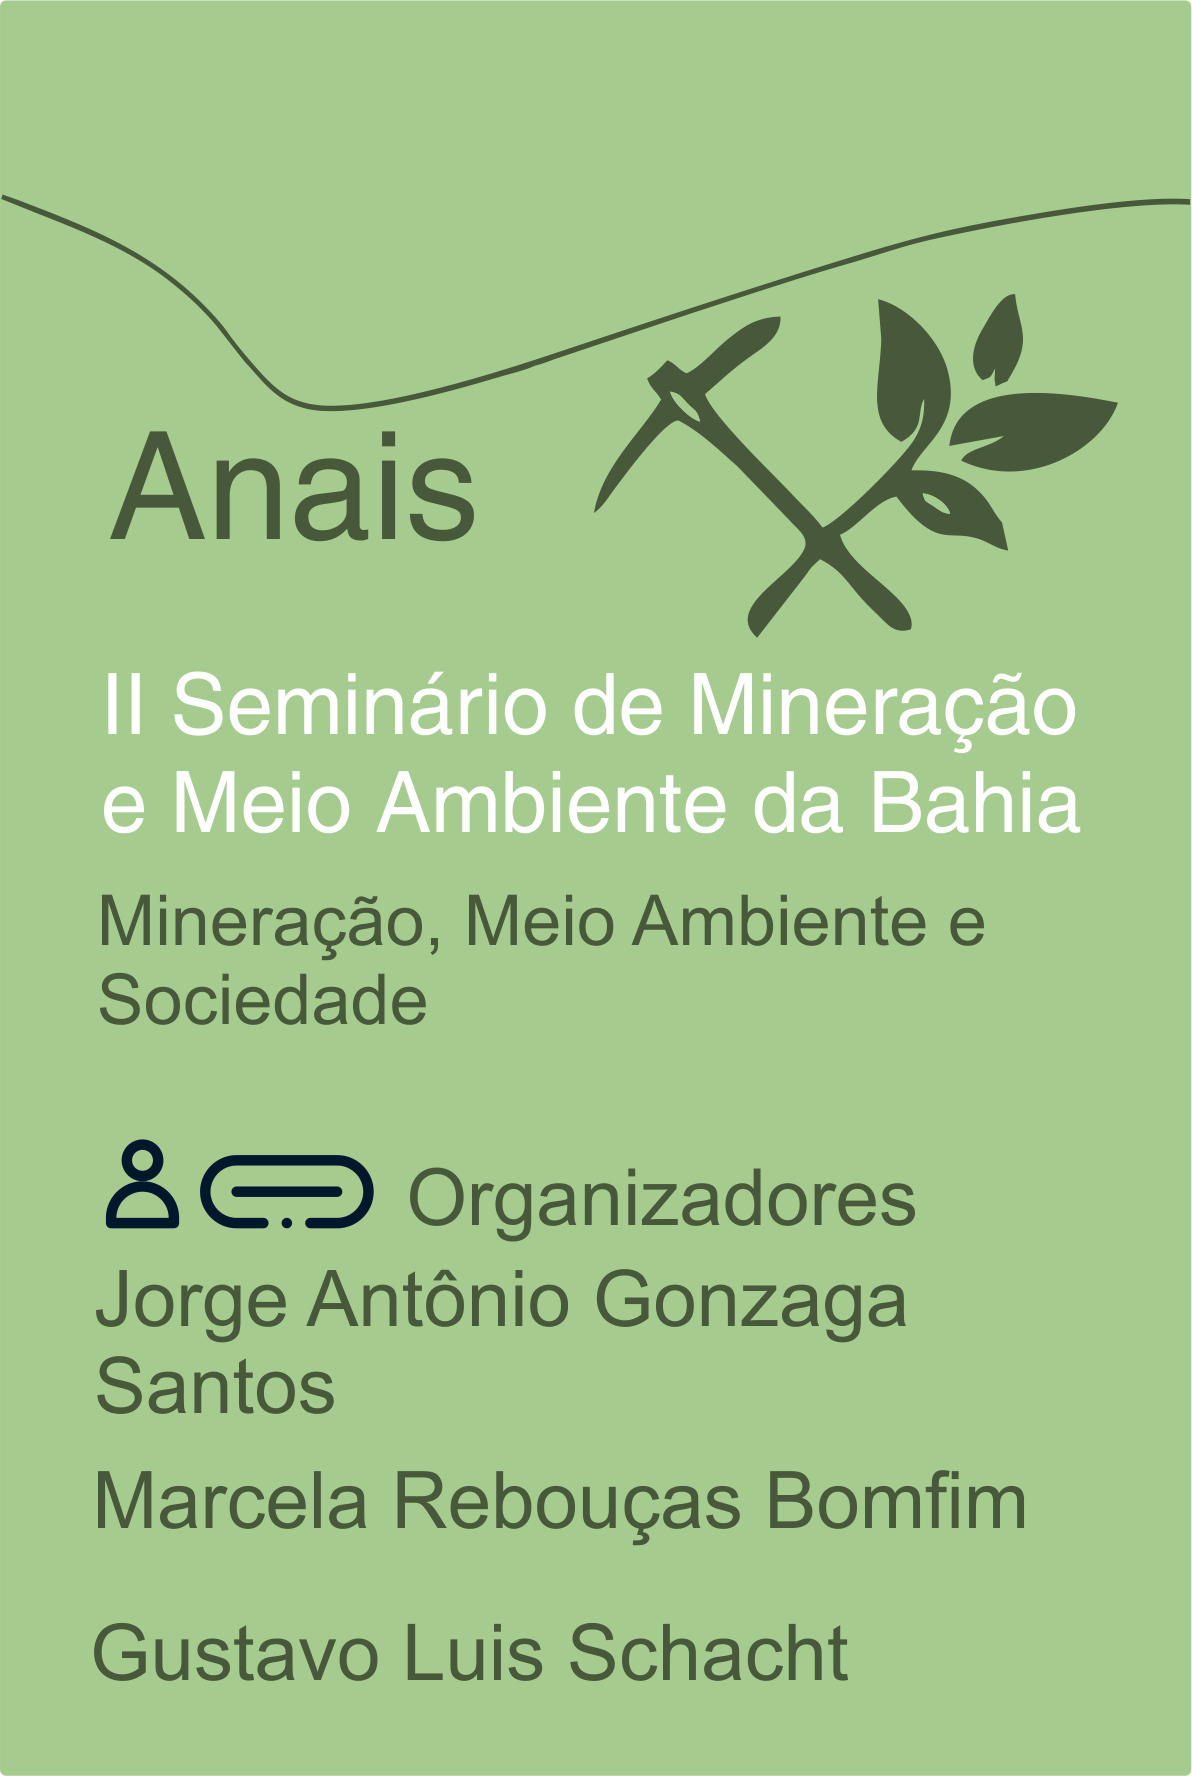 Anais
II Seminário de Mineração
e Meio Ambiente da Bahia
Mineração, Meio Ambiente e
Sociedade
Organizadores
Jorge Antônio Gonzaga
Santos
Marcela Rebouças Bomfim
Gustavo Luis Schacht